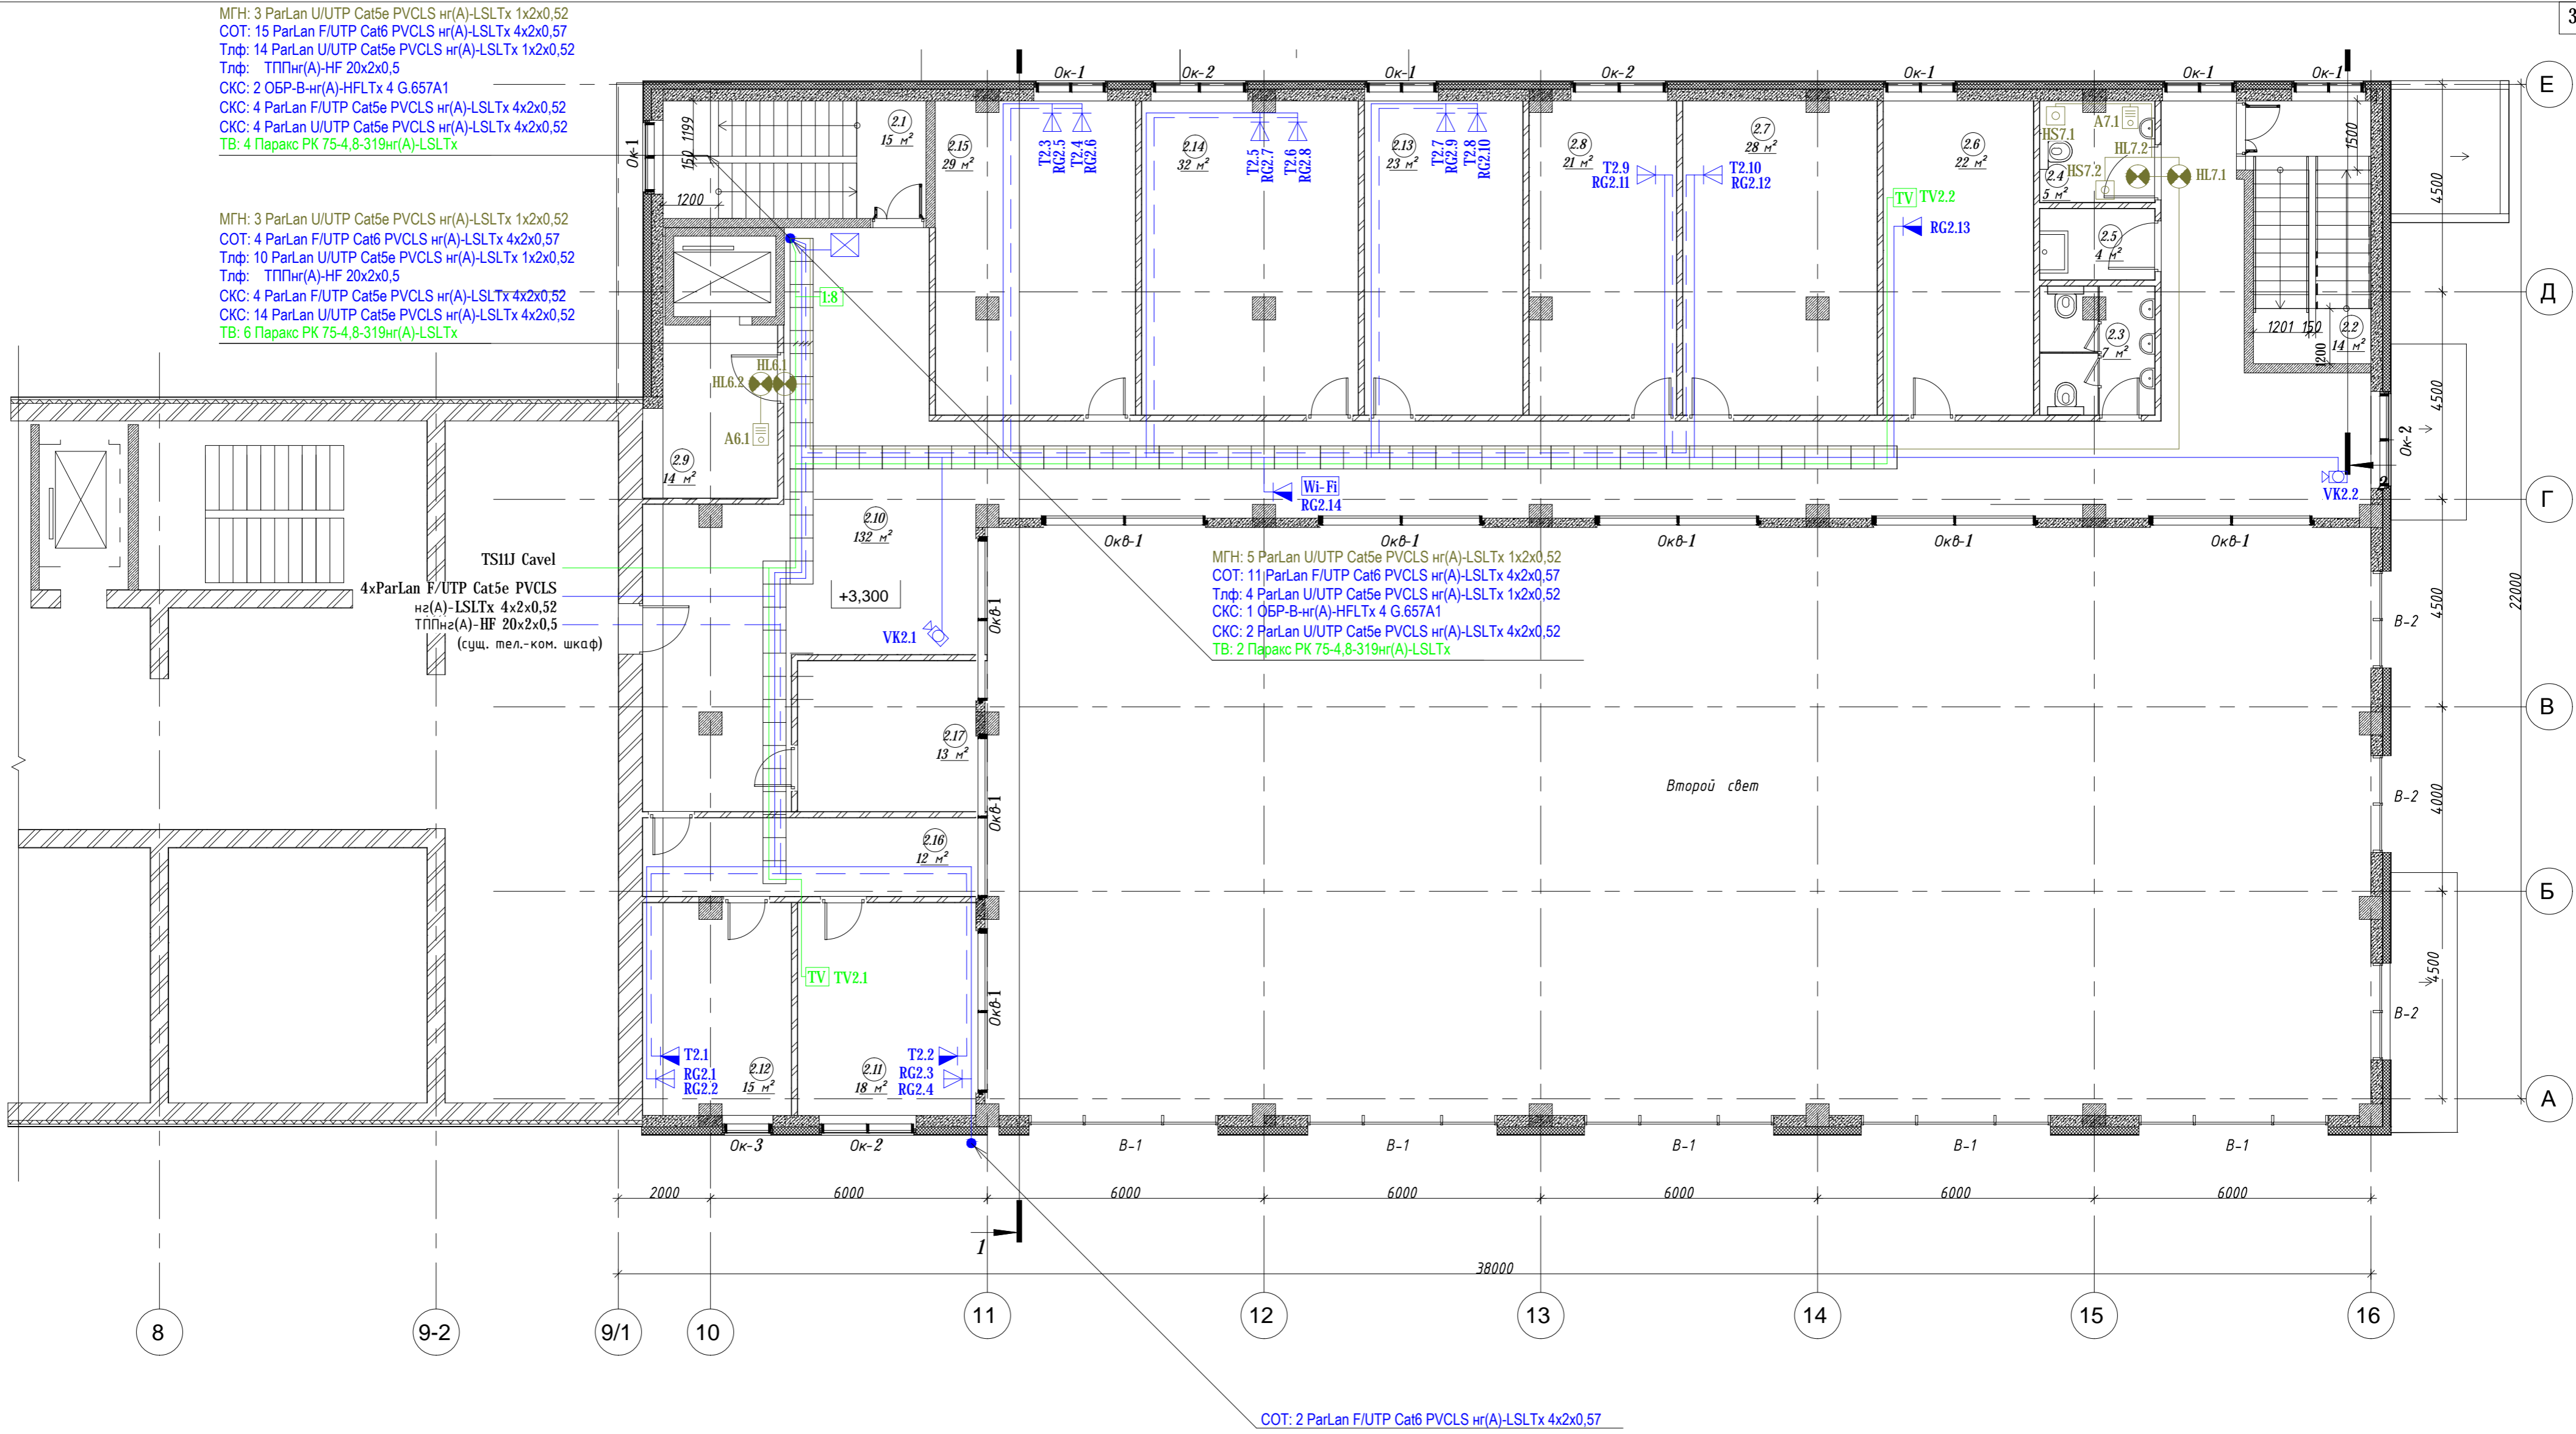 3
МГН: 3 ParLan U/UTP Cat5e PVCLS нг(А)-LSLTx 1x2x0,52
СОТ: 15 ParLan F/UTP Cat6 PVCLS нг(А)-LSLTx 4x2x0,57
Тлф: 14 ParLan U/UTP Cat5e PVCLS нг(А)-LSLTx 1x2x0,52
Тлф: ТППнг(А)-HF 20x2x0,5
СКС: 2 ОБР-В-нг(А)-HFLTx 4 G.657A1
СКС: 4 ParLan F/UTP Cat5e PVCLS нг(А)-LSLTx 4x2x0,52
СКС: 4 ParLan U/UTP Cat5e PVCLS нг(А)-LSLTx 4x2x0,52
ТВ: 4 Паракс РК 75-4,8-319нг(А)-LSLTx
МГН: 3 ParLan U/UTP Cat5e PVCLS нг(А)-LSLTx 1x2x0,52
СОТ: 4 ParLan F/UTP Cat6 PVCLS нг(А)-LSLTx 4x2x0,57
Тлф: 10 ParLan U/UTP Cat5e PVCLS нг(А)-LSLTx 1x2x0,52
Тлф: ТППнг(А)-HF 20x2x0,5
СКС: 4 ParLan F/UTP Cat5e PVCLS нг(А)-LSLTx 4x2x0,52
СКС: 14 ParLan U/UTP Cat5e PVCLS нг(А)-LSLTx 4x2x0,52
ТВ: 6 Паракс РК 75-4,8-319нг(А)-LSLTx
Ок-1
Ок-2
Ок-1
Ок-2
Ок-1
Ок-1
Ок-1
Е
Ок-1
150 1199
1200
2.1
15 м²
2.15
29 м²
T2.3
RG2.5
T2.4
RG2.6
2.14
32 м²
T2.5
RG2.7
T2.6
RG2.8
2.13
23 м²
T2.7
RG2.9
T2.8
RG2.10
2.8
21 м²
T2.9
RG2.11
2.7
28 м²
T2.10
RG2.12
2.6
22 м²
TV TV2.2
RG2.13
HS7.1
A7.1
HL7.2
HS7.2
HL7.1
2.4
5 м²
2.5
4 м²
2.3
7 м²
1500
1201 150
1200
2.2
14 м²
4500
Д
4500
Ок-2
2
Г
1:8
HL6.1
HL6.2
A6.1
2.9
14 м²
Wi-Fi
RG2.14
VK2.2
2.10
132 м²
+3,300
VK2.1
Окв-1
Окв-1
Окв-1
Окв-1
Окв-1
TS11J Cavel
4xParLan F/UTP Cat5e PVCLS
нг(А)-LSLTx 4x2x0,52
ТППнг(А)-HF 20x2x0,5
(сущ. тел.-ком. шкаф)
МГН: 5 ParLan U/UTP Cat5e PVCLS нг(А)-LSLTx 1x2x0,52
СОТ: 11 ParLan F/UTP Cat6 PVCLS нг(А)-LSLTx 4x2x0,57
Тлф: 4 ParLan U/UTP Cat5e PVCLS нг(А)-LSLTx 1x2x0,52
СКС: 1 ОБР-В-нг(А)-HFLTx 4 G.657A1
СКС: 2 ParLan U/UTP Cat5e PVCLS нг(А)-LSLTx 4x2x0,52
ТВ: 2 Паракс РК 75-4,8-319нг(А)-LSLTx
Окв-1
В-2
4500
22000
В
2.17
13 м²
Второй свет
Окв-1
В-2
4000
2.16
12 м²
Б
TV TV2.1
Окв-1
4500
В-2
T2.1
RG2.1
RG2.2
2.12
15 м²
2.11
18 м²
T2.2
RG2.3
RG2.4
А
Ок-3
Ок-2
В-1
В-1
В-1
В-1
В-1
2000
6000
6000
6000
6000
6000
6000
1
38000
8
9-2
9/1
10
11
12
13
14
15
16
СОТ: 2 ParLan F/UTP Cat6 PVCLS нг(А)-LSLTx 4x2x0,57